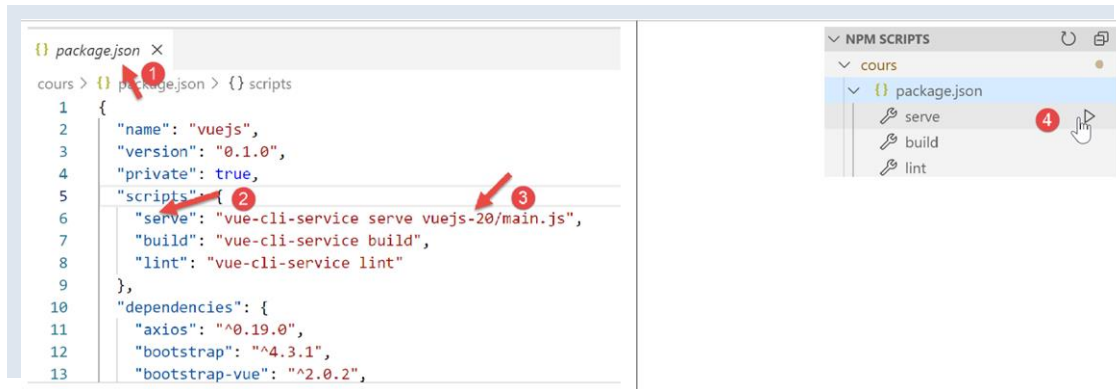 {} package.json ×
1
cours > {} package.json > {} scripts
1 {
2 "name": "vuejs",
3 "version": "0.1.0",
4 "private": true,
5 "scripts": {
2
6 "serve": "vue-cli-service serve vuejs-20/main.js",
3
7 "build": "vue-cli-service build",
8 "lint": "vue-cli-service lint"
9 },
10 "dependencies": {
11 "axios": "^0.19.0",
12 "bootstrap": "^4.3.1",
13 "bootstrap-vue": "^2.0.2",
NPM SCRIPTS
cours
{} package.json
serve
4
build
lint